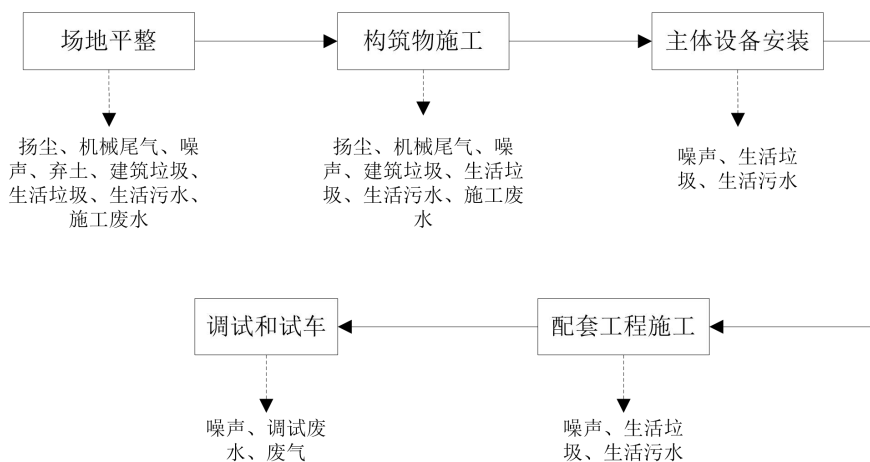 场地平整
构筑物施工
主体设备安装
扬尘、机械尾气、噪
声、弃土、建筑垃圾、
生活垃圾、生活污水、
施工废水
扬尘、机械尾气、噪
声、建筑垃圾、生活垃
圾、生活污水、施工废
水
噪声、生活垃
圾、生活污水
调试和试车
配套工程施工
噪声、调试废
水、废气
噪声、生活垃
圾、生活污水